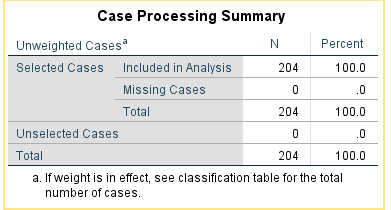 Case Processing Summary
Unweighted Casesa N Percent
Selected Cases Included in Analysis 204 100.0
Missing Cases 0 .0
Total 204 100.0
Unselected Cases 0 .0
Total 204 100.0
a. If weight is in effect, see classification table for the total
number of cases.